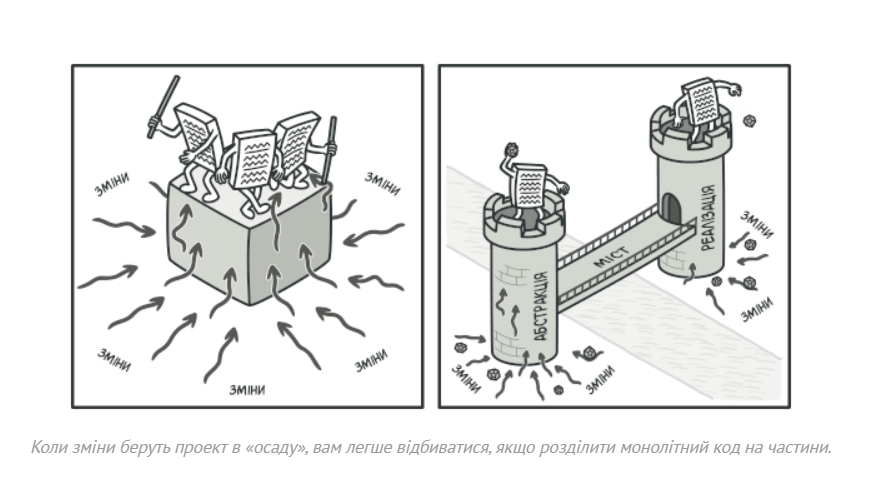 ЗМІНИ
ЗМІНИ
ЗМІНИ
ЗМІНИ
ЗМІНИ
АБСТРАКЦІЯ
МІСТ
РЕАЛІЗАЦІЯ
ЗМІНИ
ЗМІНИ
ЗМІНИ
ЗМІНИ
Коли зміни беруть проект в «осаду», вам легше відбиватися, якщо розділити монолітний код на частини.